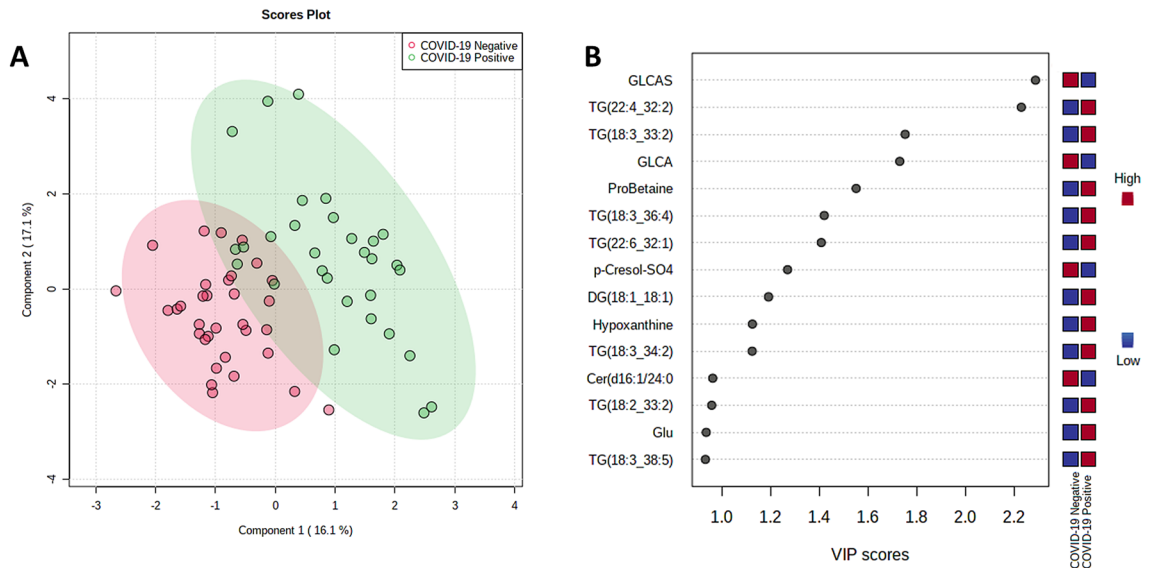 Scores Plot
A
COVID-19 Negative
COVID-19 Positive
4
2
0
-2
-4
Component 2 ( 17.1 %)
-3
-2
-1
0
1
2
3
4
Component 1 ( 16.1 %)
B
GLCAS
TG(22:4_32:2)
TG(18:3_33:2)
GLCA
ProBetaine
TG(18:3_36:4)
TG(22:6_32:1)
p-Cresol-SO4
DG(18:1_18:1)
Hypoxanthine
TG(18:3_34:2)
Cer(d16:1/24:0
TG(18:2_33:2)
Glu
TG(18:3_38:5)
1.0
1.2
1.4
1.6
1.8
2.0
2.2
VIP scores
High
Low
COVID-19 Negative
COVID-19 Positive